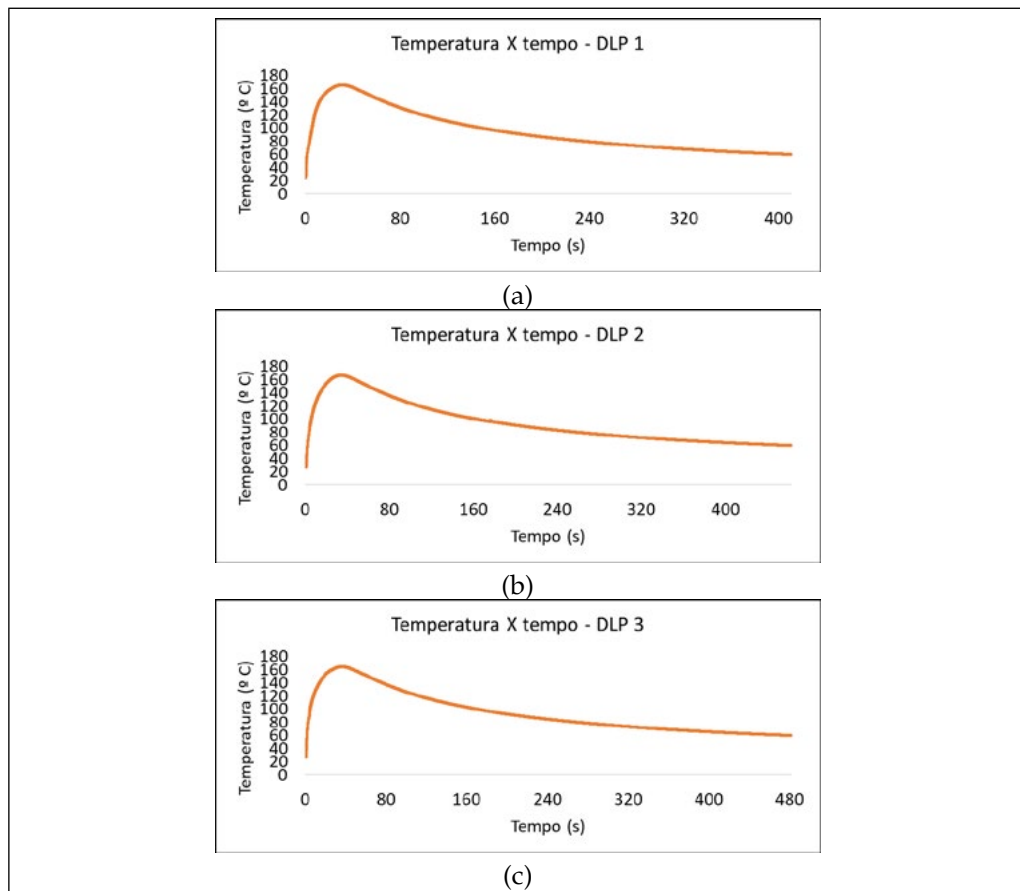 Temperatura X tempo - DLP 1
Temperatura (º C)
180
160
140
120
100
80
60
40
20
0
0 80 160 240 320 400
Tempo (s)
(a)
Temperatura X tempo - DLP 2
Temperatura (º C)
180
160
140
120
100
80
60
40
20
0
0 80 160 240 320 400
Tempo (s)
(b)
Temperatura X tempo - DLP 3
Temperatura (º C)
180
160
140
120
100
80
60
40
20
0
0 80 160 240 320 400 480
Tempo (s)
(c)